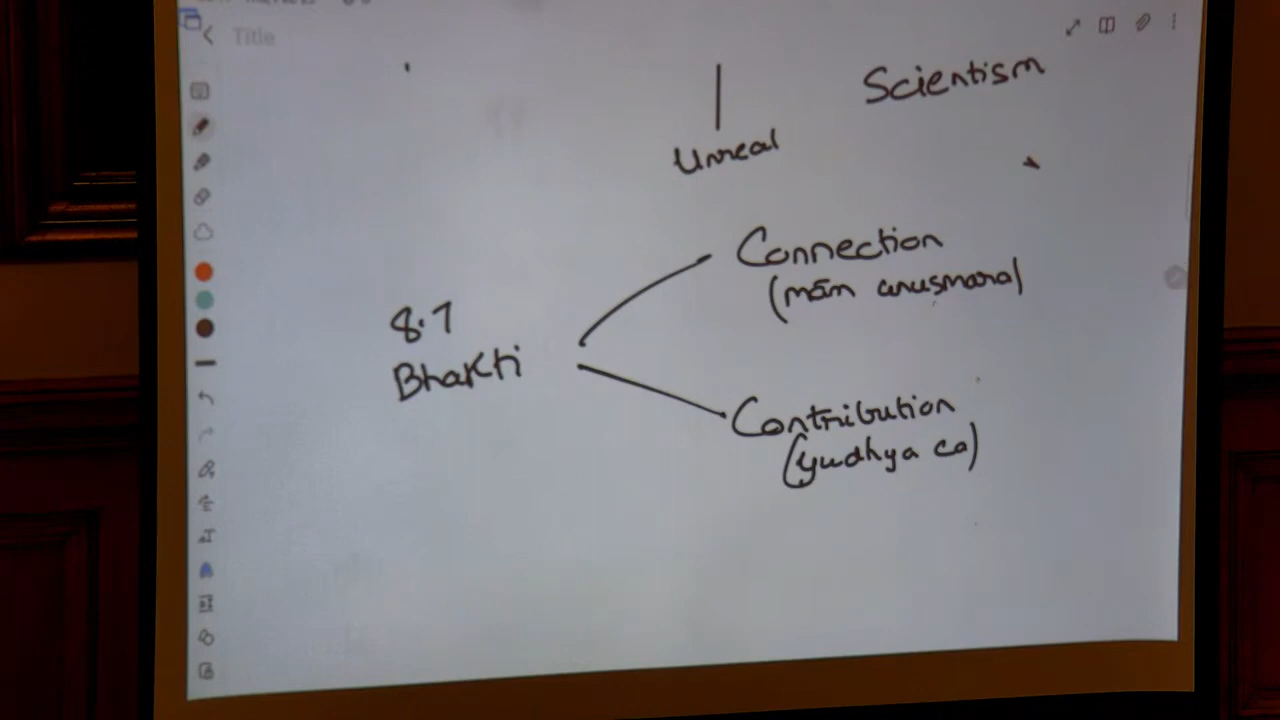 Title
Scientism
Unreal
Connection
(mām anusmara)
8.7
Bhakti
Contribution
(yudhya ca)